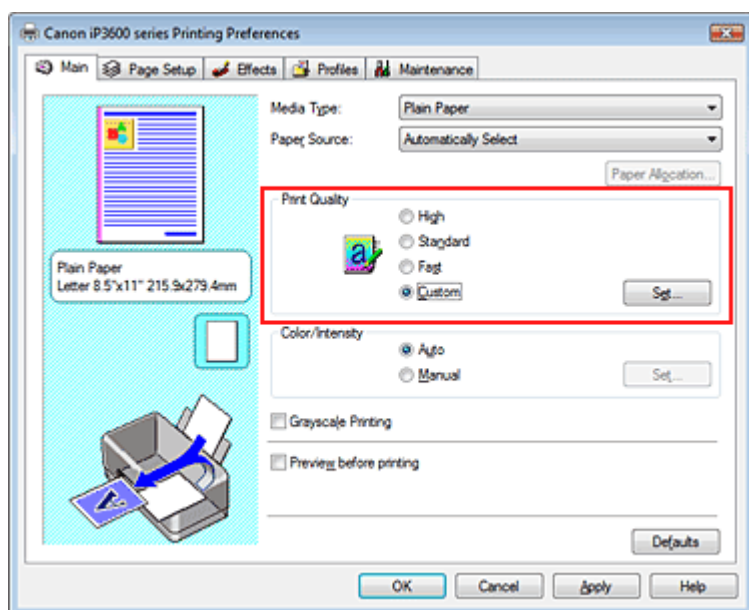 Canon iP3600 series Printing Preferences
Main Page Setup Effects Profiles Maintenance
Media Type: Plain Paper
Paper Source: Automatically Select
Paper Allocation...
Print Quality
High
Standard
Fast
Custom Set...
Plain Paper
Letter 8.5"x11" 215.9x279.4mm
Color/Intensity
Auto
Manual Set...
Grayscale Printing
Preview before printing
Defaults
OK Cancel Apply Help